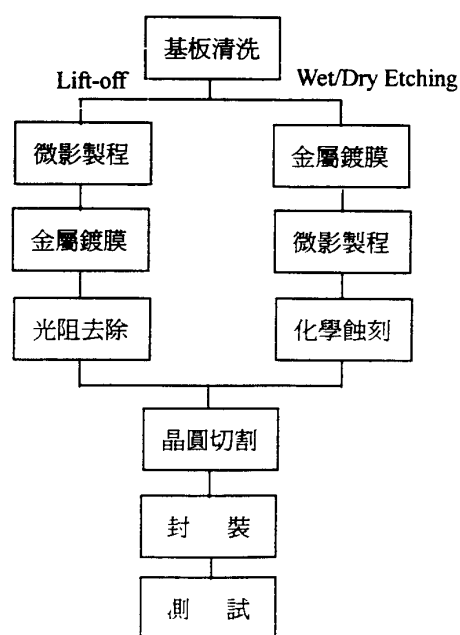 基板清洗
Lift-off
Wet/Dry Etching
微影製程
金屬鍍膜
金屬鍍膜
微影製程
光阻去除
化學蝕刻
晶圓切割
封 裝
測 試